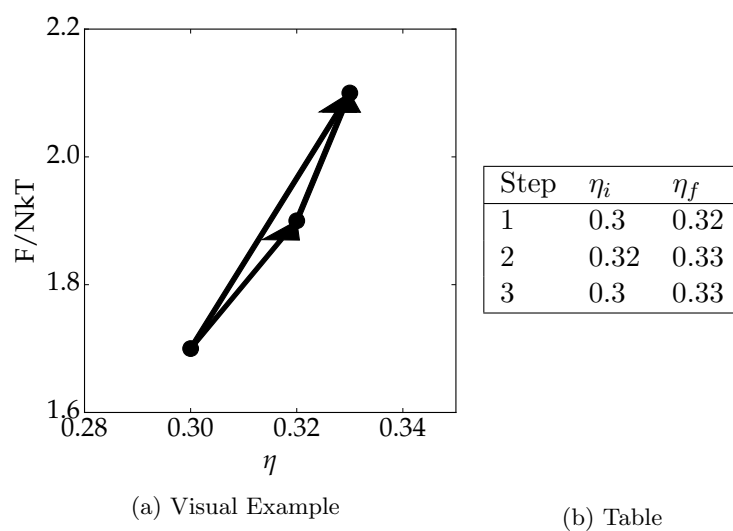 2.2
2.0
1.8
1.6
F/NkT
0.28 0.30 0.32 0.34
η
(a) Visual Example
Step η_i η_f
1 0.3 0.32
2 0.32 0.33
3 0.3 0.33
(b) Table